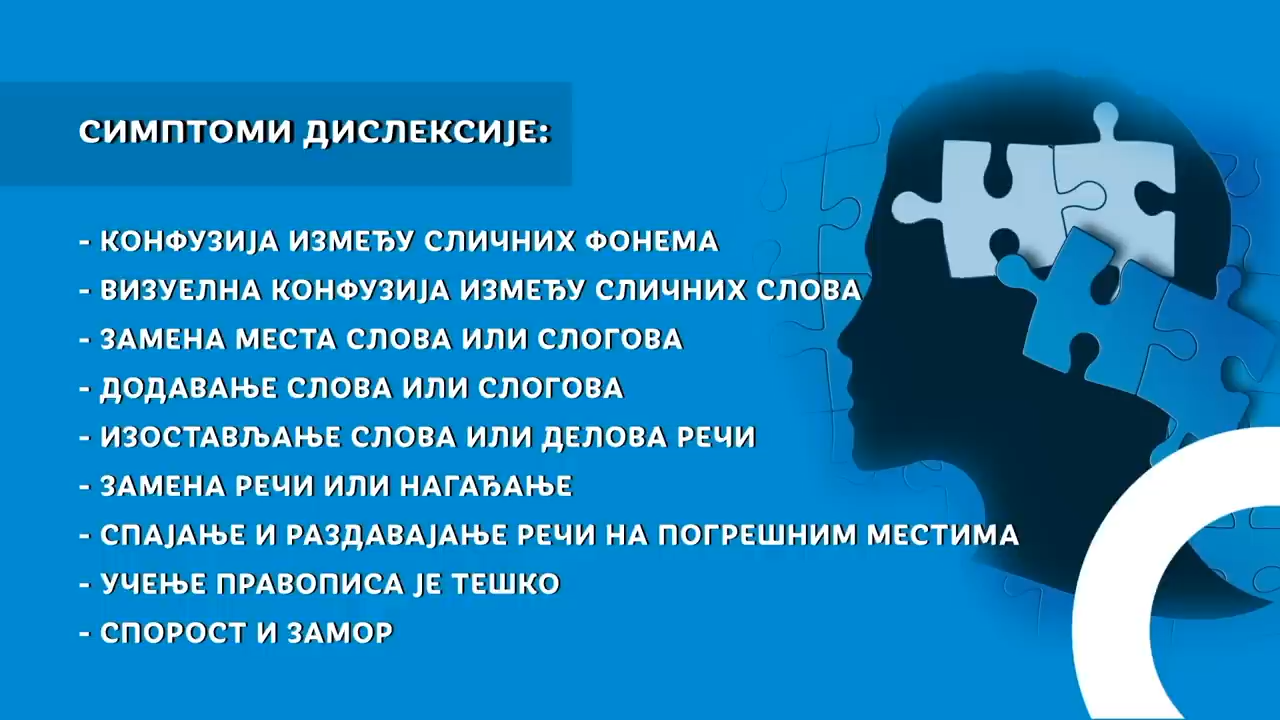 СИМПТОМИ ДИСЛЕКСИЈЕ:
- КОНФУЗИЈА ИЗМЕЂУ СЛИЧНИХ ФОНЕМА
- ВИЗУЕЛНА КОНФУЗИЈА ИЗМЕЂУ СЛИЧНИХ СЛОВА
- ЗАМЕНА МЕСТА СЛОВА ИЛИ СЛОГОВА
- ДОДАВАЊЕ СЛОВА ИЛИ СЛОГОВА
- ИЗОСТАВЉАЊЕ СЛОВА ИЛИ ДЕЛОВА РЕЧИ
- ЗАМЕНА РЕЧИ ИЛИ НАГАЂАЊЕ
- СПАЈАЊЕ И РАЗДАВАЈАЊЕ РЕЧИ НА ПОГРЕШНИМ МЕСТИМА
- УЧЕЊЕ ПРАВОПИСА ЈЕ ТЕШКО
- СПОРОСТ И ЗАМОР